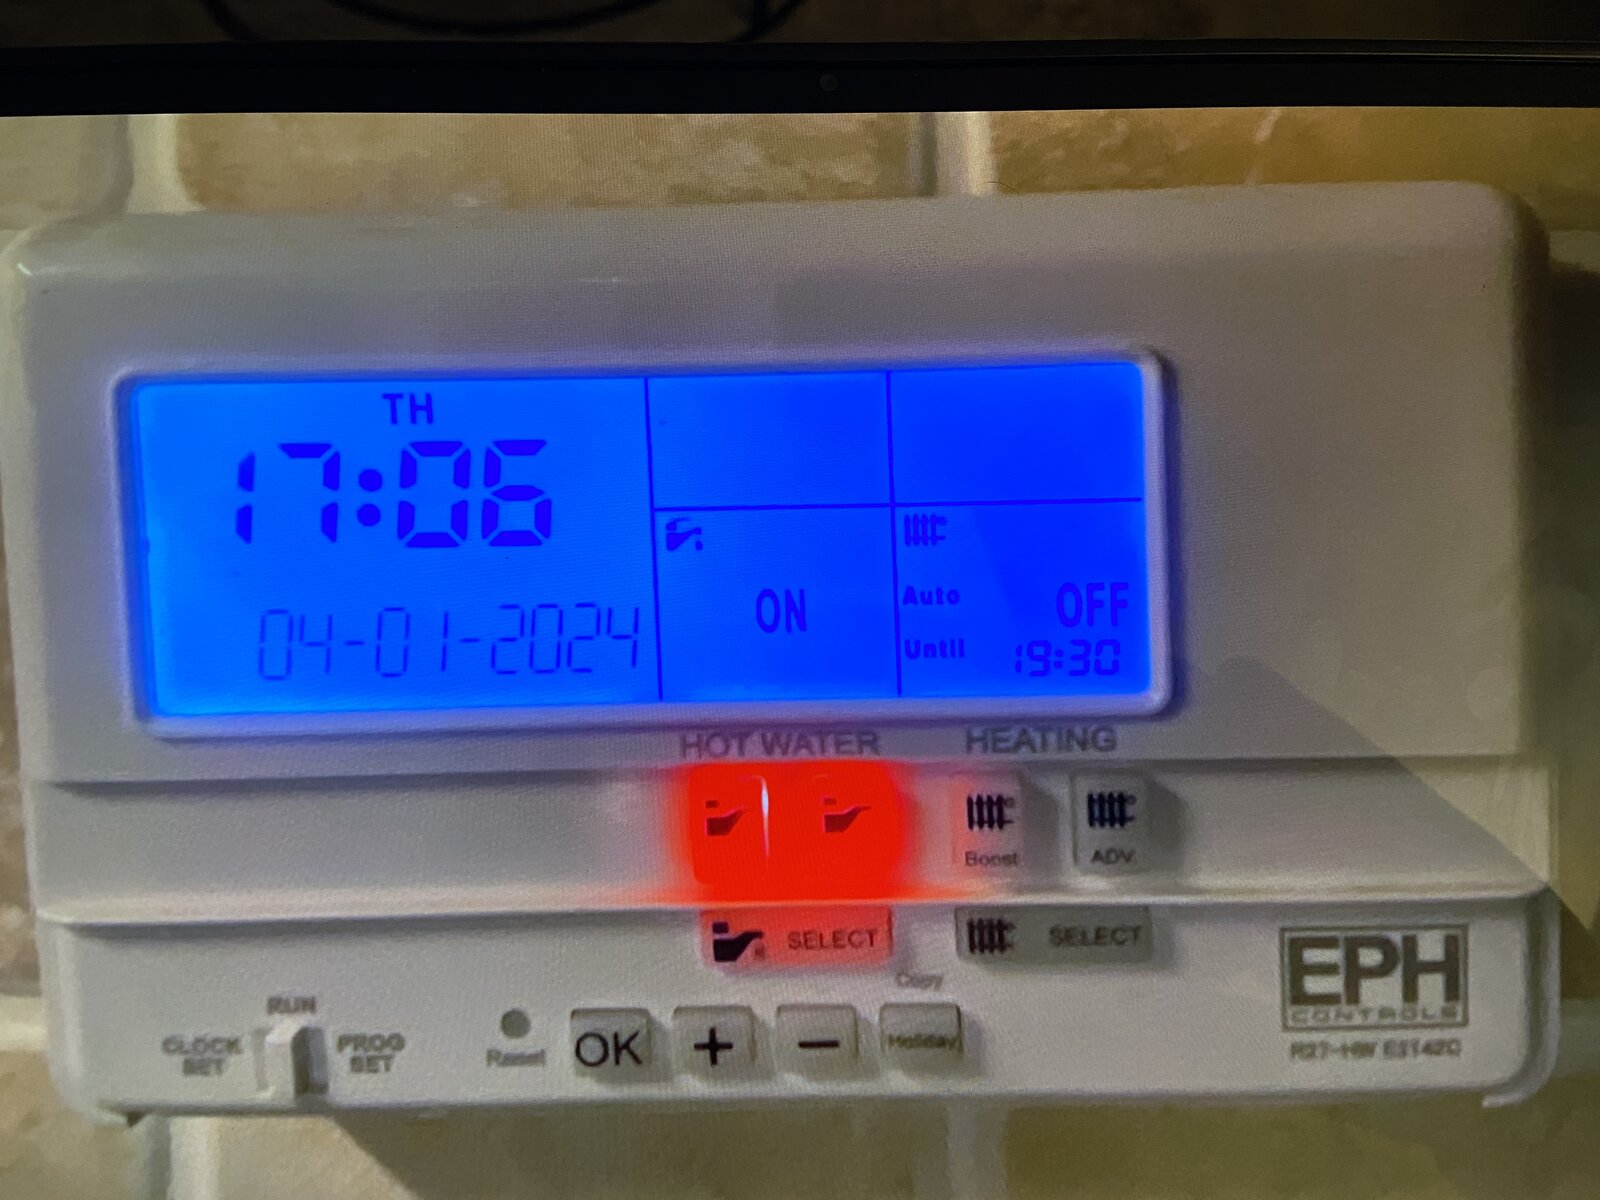 TH
17:06
04-01-2024
ON
Auto OFF
Until 19:30
HOT WATER HEATING
Boost ADV.
SELECT SELECT
Copy
RUN
CLOCK SET
PROG SET
Reset OK + − Holiday
EPH
CONTROLS